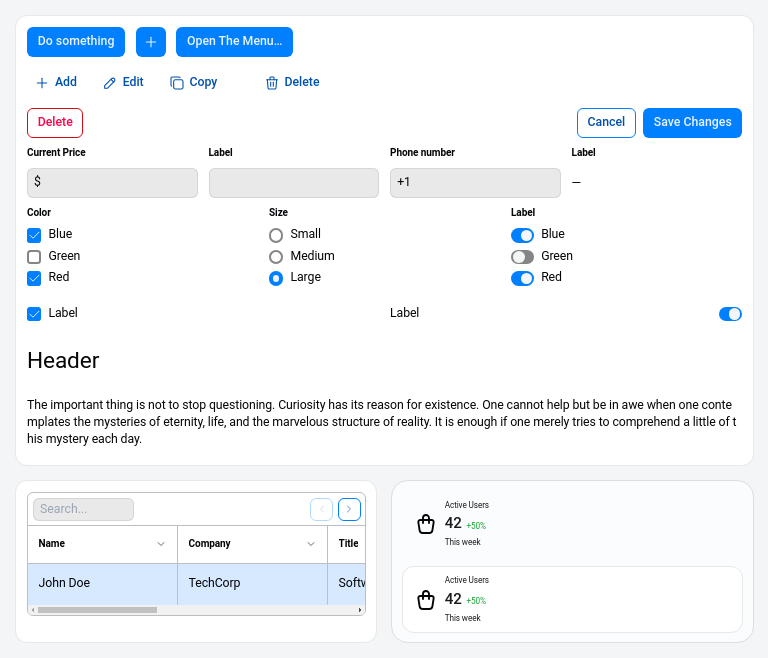 Do something + Open The Menu...
Add Edit Copy Delete
Delete Cancel Save Changes
Current Price Label Phone number Label
$ +1 —
Color Size Label
Blue Small Blue
Green Medium Green
Red Large Red
Label Label
Header
The important thing is not to stop questioning. Curiosity has its reason for existence. One cannot help but be in awe when one conte
mplates the mysteries of eternity, life, and the marvelous structure of reality. It is enough if one merely tries to comprehend a little of t
his mystery each day.
Search...
Name Company Title
John Doe TechCorp Softw
Active Users
42 +50%
This week
Active Users
42 +50%
This week